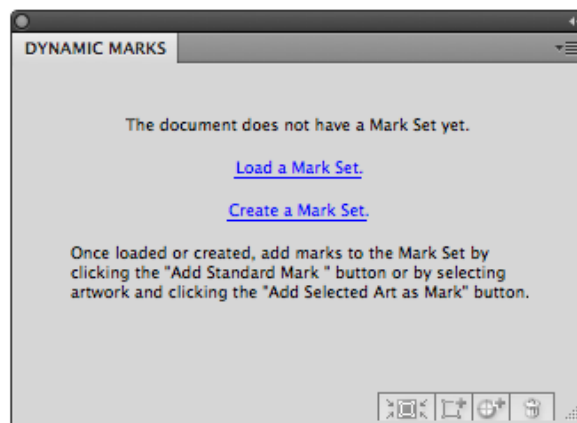 DYNAMIC MARKS
The document does not have a Mark Set yet.
Load a Mark Set.
Create a Mark Set.
Once loaded or created, add marks to the Mark Set by
clicking the "Add Standard Mark " button or by selecting
artwork and clicking the "Add Selected Art as Mark" button.